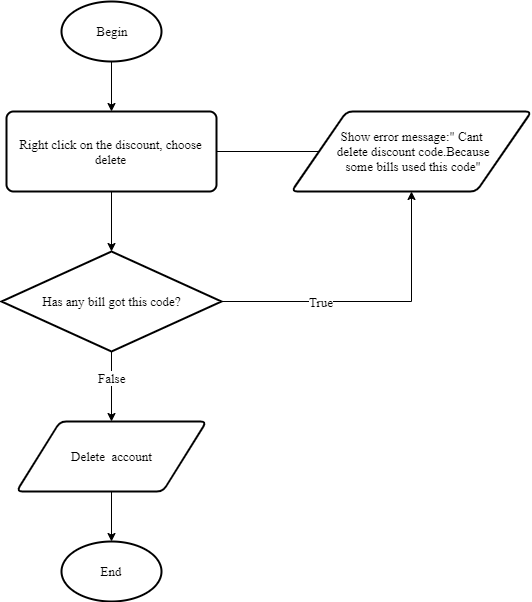 Begin
Right click on the discount, choose
delete
Show error message:" Cant
delete discount code.Because
some bills used this code"
Has any bill got this code?
True
False
Delete account
End